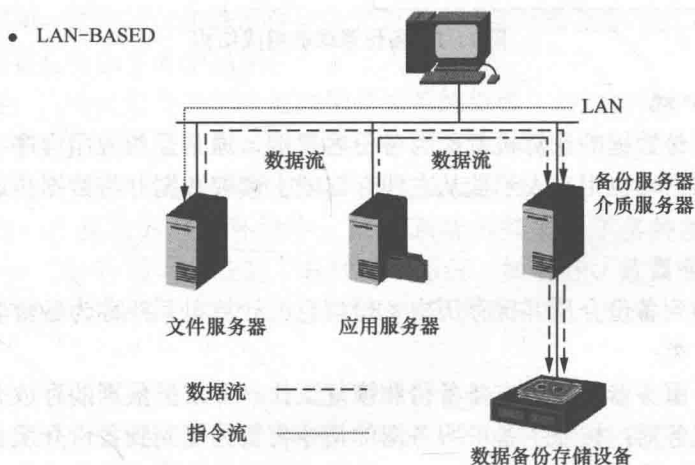 • LAN-BASED
LAN
数据流
数据流
备份服务器
介质服务器
文件服务器
应用服务器
数据流
指令流
数据备份存储设备